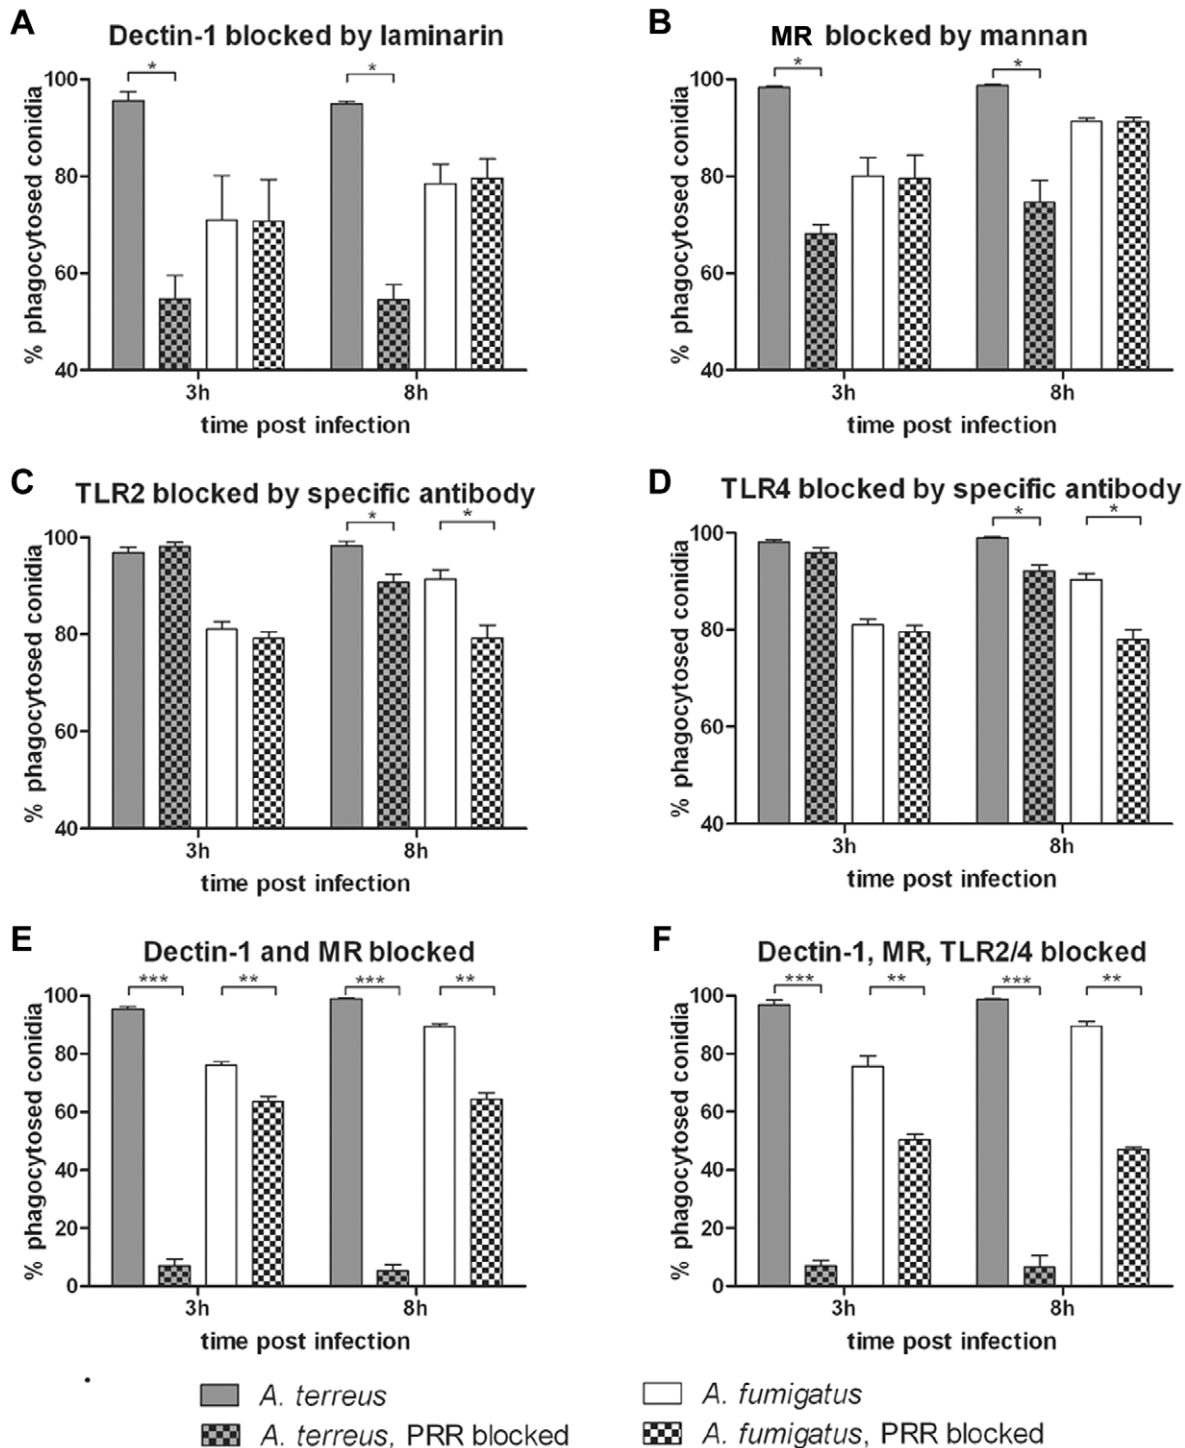 A
Dectin-1 blocked by laminarin
% phagocytosed conidia
100
80
60
40
*
*
3h
8h
time post infection
B
MR blocked by mannan
% phagocytosed conidia
100
80
60
40
*
*
3h
8h
time post infection
C
TLR2 blocked by specific antibody
% phagocytosed conidia
100
80
60
40
*
*
3h
8h
time post infection
D
TLR4 blocked by specific antibody
% phagocytosed conidia
100
80
60
40
*
*
3h
8h
time post infection
E
Dectin-1 and MR blocked
% phagocytosed conidia
100
80
60
40
20
0
***
**
***
**
3h
8h
time post infection
F
Dectin-1, MR, TLR2/4 blocked
% phagocytosed conidia
100
80
60
40
20
0
***
**
***
**
3h
8h
time post infection
A. terreus
A. terreus, PRR blocked
A. fumigatus
A. fumigatus, PRR blocked